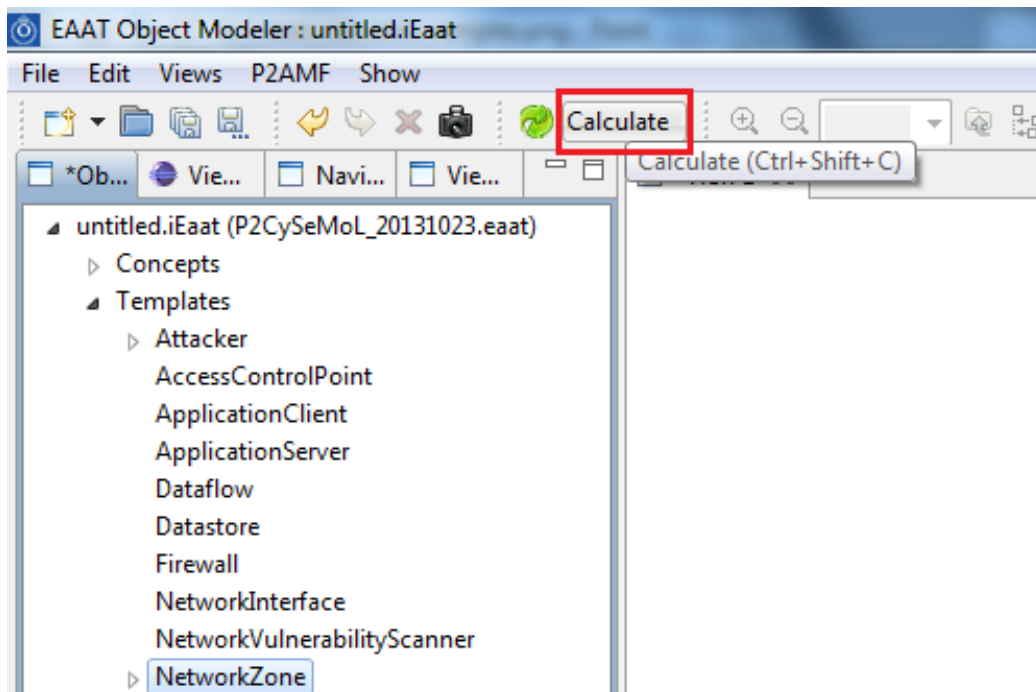 EAAT Object Modeler : untitled.iEaat
File Edit Views P2AMF Show
Calculate
Calculate (Ctrl+Shift+C)
*Ob... Vie... Navi... Vie...
untitled.iEaat (P2CySeMoL_20131023.eaat)
Concepts
Templates
Attacker
AccessControlPoint
ApplicationClient
ApplicationServer
Dataflow
Datastore
Firewall
NetworkInterface
NetworkVulnerabilityScanner
NetworkZone